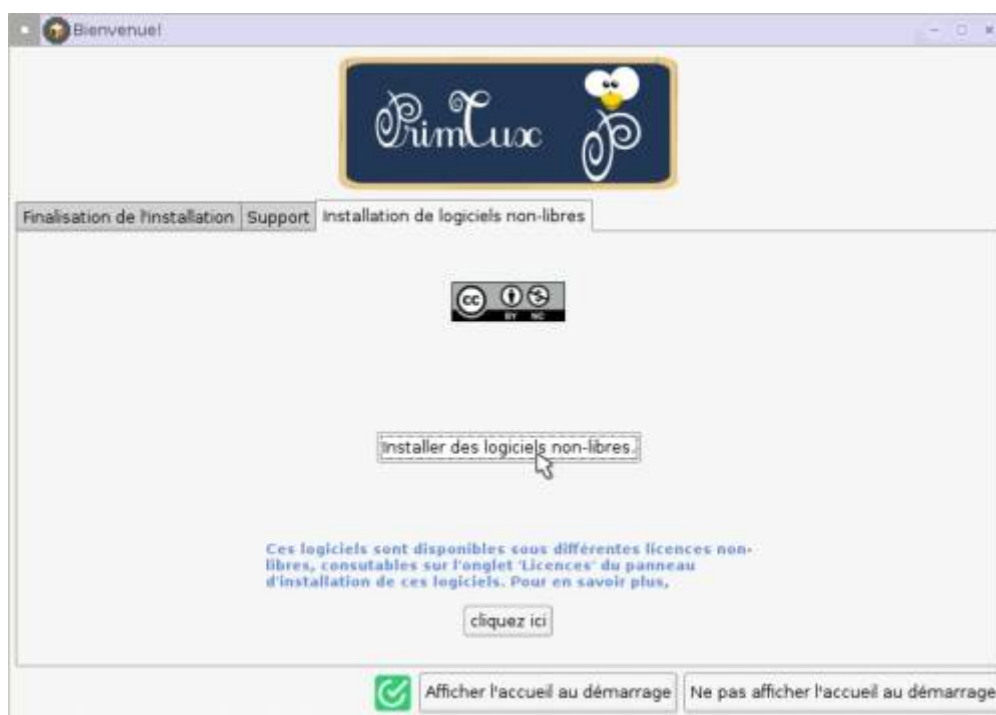 Bienvenue!
PrimTux
Finalisation de l'installation Support Installation de logiciels non-libres
cc BY NC
Installer des logiciels non-libres.
Ces logiciels sont disponibles sous différentes licences non-
libres, consutables sur l'onglet 'Licences' du panneau
d'installation de ces logiciels. Pour en savoir plus,
cliquez ici
Afficher l'accueil au démarrage Ne pas afficher l'accueil au démarrage